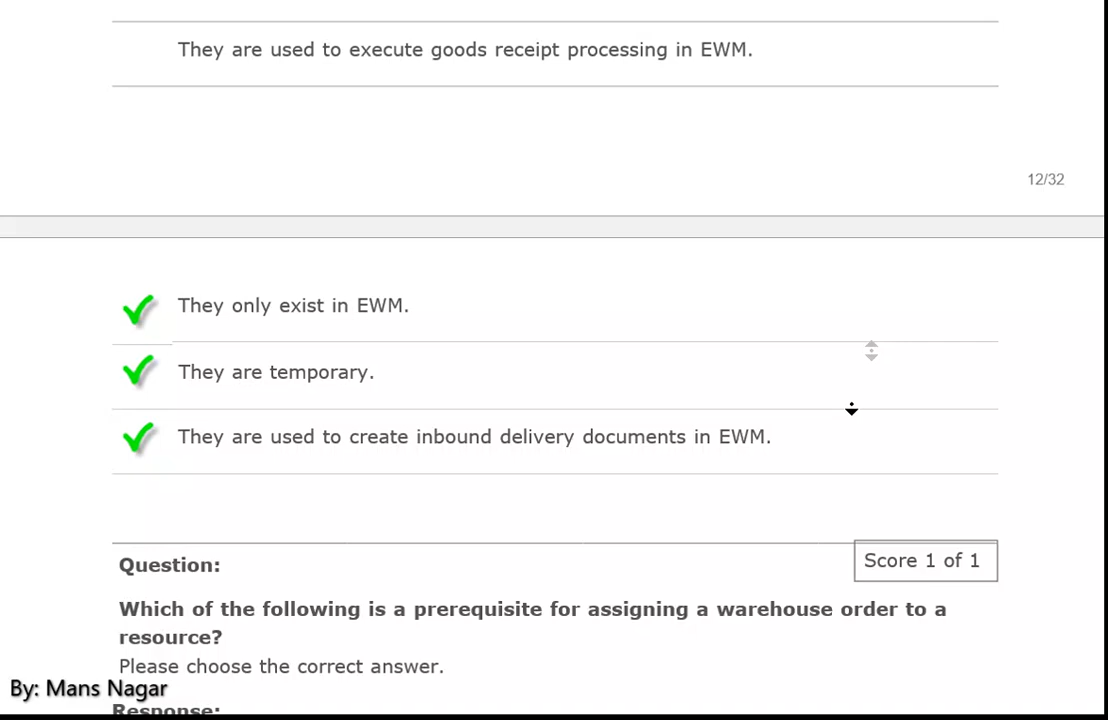 They are used to execute goods receipt processing in EWM.
12/32
They only exist in EWM.
They are temporary.
They are used to create inbound delivery documents in EWM.
Question:
Score 1 of 1
Which of the following is a prerequisite for assigning a warehouse order to a
resource?
Please choose the correct answer.
By: Mans Nagar
Response: